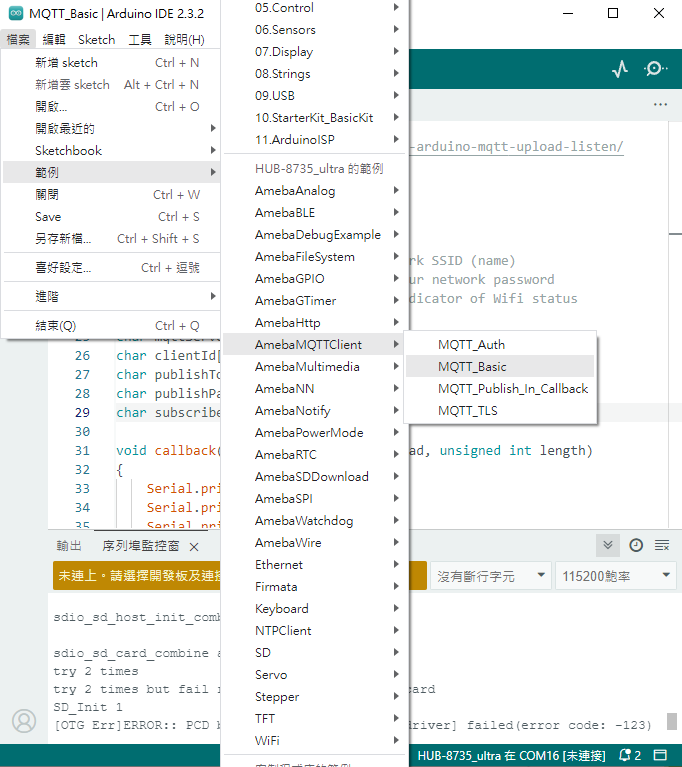 MQTT_Basic | Arduino IDE 2.3.2
檔案 編輯 Sketch 工具 說明(H)
新增 sketch Ctrl + N
新增雲 sketch Alt + Ctrl + N
開啟... Ctrl + O
開啟最近的
Sketchbook
範例
關閉 Ctrl + W
Save Ctrl + S
另存新檔... Ctrl + Shift + S
喜好設定... Ctrl + 逗號
進階
結束(Q) Ctrl + Q
05.Control
06.Sensors
07.Display
08.Strings
09.USB
10.StarterKit_BasicKit
11.ArduinoISP
HUB-8735_ultra 的範例
AmebaAnalog
AmebaBLE
AmebaDebugExample
AmebaFileSystem
AmebaGPIO
AmebaGTimer
AmebaHttp
AmebaMQTTClient
AmebaMultimedia
AmebaNN
AmebaNotify
AmebaPowerMode
AmebaRTC
AmebaSDDownload
AmebaSPI
AmebaWatchdog
AmebaWire
Ethernet
Firmata
Keyboard
NTPClient
SD
Servo
Stepper
TFT
WiFi
MQTT_Auth
MQTT_Basic
MQTT_Publish_In_Callback
MQTT_TLS
-arduino-mqtt-upload-listen/
rk SSID (name)
ur network password
dicator of Wifi status
26 char clientId[
27 char publishTo
28 char publishPa
29 char subscribe
30
31 void callback( ad, unsigned int length)
32 {
33 Serial.pri
34 Serial.pri
35 Serial.pri
輸出 序列埠監控窗
未連上。請選擇開發板及連接 沒有斷行字元 115200鮑率
sdio_sd_host_init_comb
sdio_sd_card_combine a
try 2 times
try 2 times but fail card
SD_Init 1
[OTG Err]ERROR:: PCD driver] failed(error code: -123)
HUB-8735_ultra 在 COM16 [未連接] 2